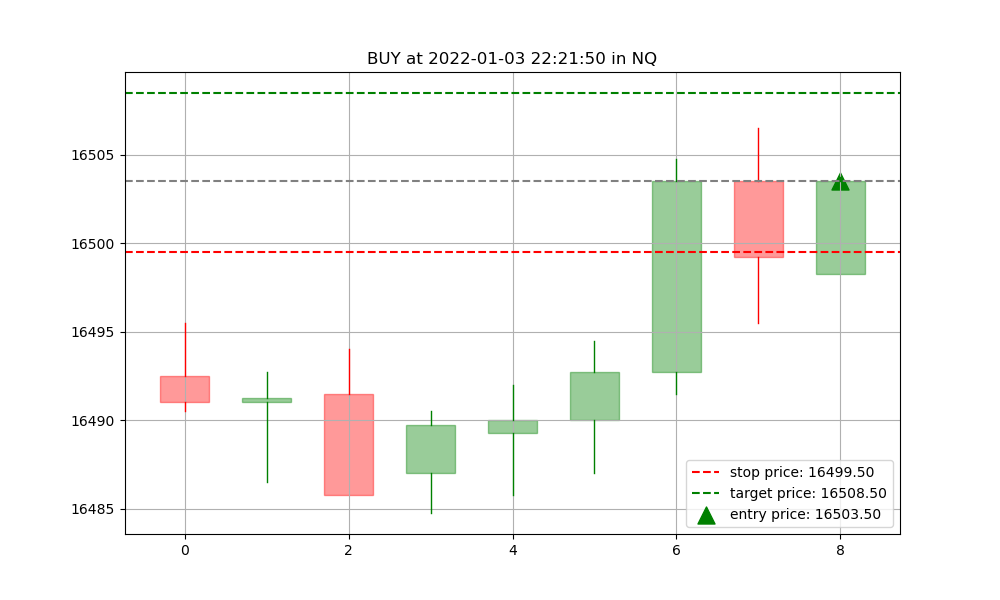 BUY at 2022-01-03 22:21:50 in NQ
16505
16500
16495
16490
16485
stop price: 16499.50
target price: 16508.50
entry price: 16503.50
0 2 4 6 8